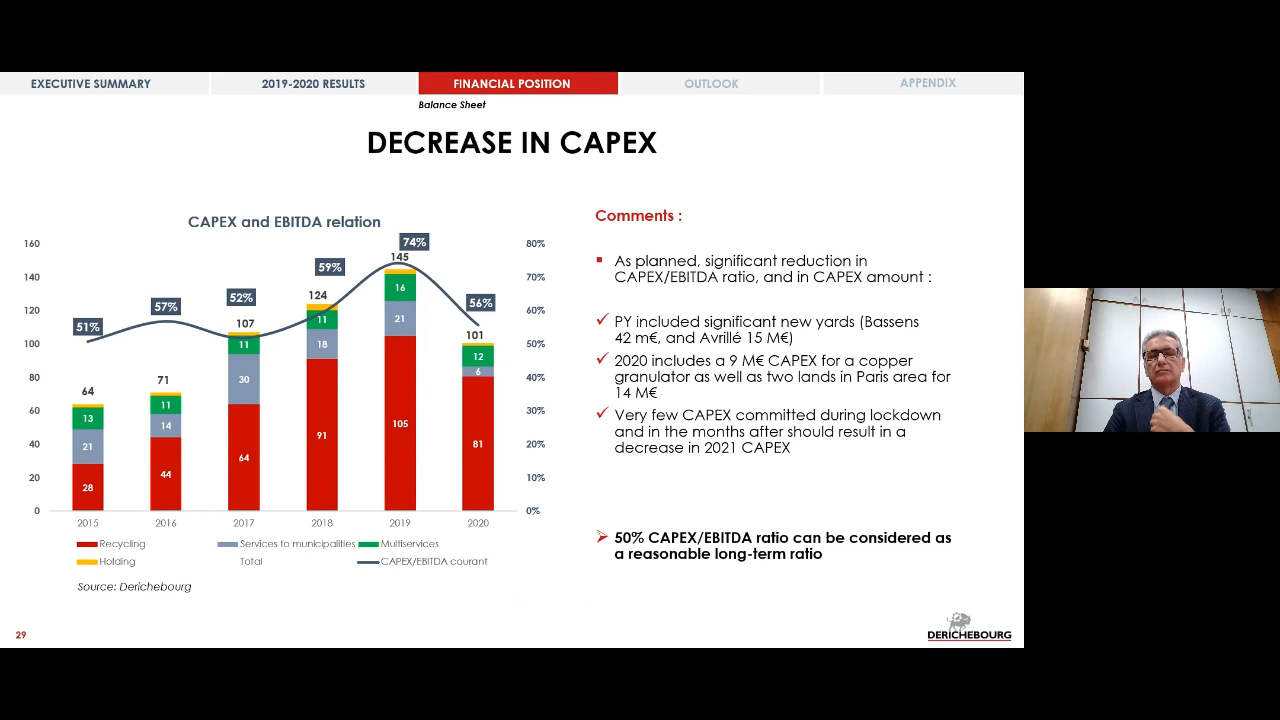 EXECUTIVE SUMMARY
2019-2020 RESULTS
FINANCIAL POSITION
OUTLOOK
APPENDIX
Balance Sheet
DECREASE IN CAPEX
CAPEX and EBITDA relation
160
140
120
100
80
60
40
20
0
80%
70%
60%
50%
40%
30%
20%
10%
0%
51%
57%
52%
59%
74%
56%
64
71
107
124
145
101
13
21
28
11
14
44
11
30
64
11
18
91
16
21
105
12
6
81
2015
2016
2017
2018
2019
2020
Recycling
Services to municipalities
Multiservices
Holding
Total
CAPEX/EBITDA courant
Source: Derichebourg
Comments :
As planned, significant reduction in
CAPEX/EBITDA ratio, and in CAPEX amount :
PY included significant new yards (Bassens
42 m€, and Avrillé 15 M€)
2020 includes a 9 M€ CAPEX for a copper
granulator as well as two lands in Paris area for
14 M€
Very few CAPEX committed during lockdown
and in the months after should result in a
decrease in 2021 CAPEX
50% CAPEX/EBITDA ratio can be considered as
a reasonable long-term ratio
29
DERICHEBOURG